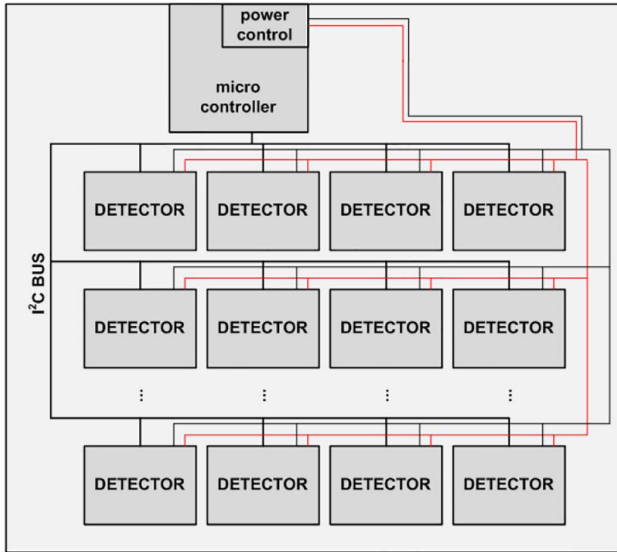 power
control
micro
controller
DETECTOR DETECTOR DETECTOR DETECTOR
I²C BUS
DETECTOR DETECTOR DETECTOR DETECTOR
... ... ... ...
DETECTOR DETECTOR DETECTOR DETECTOR